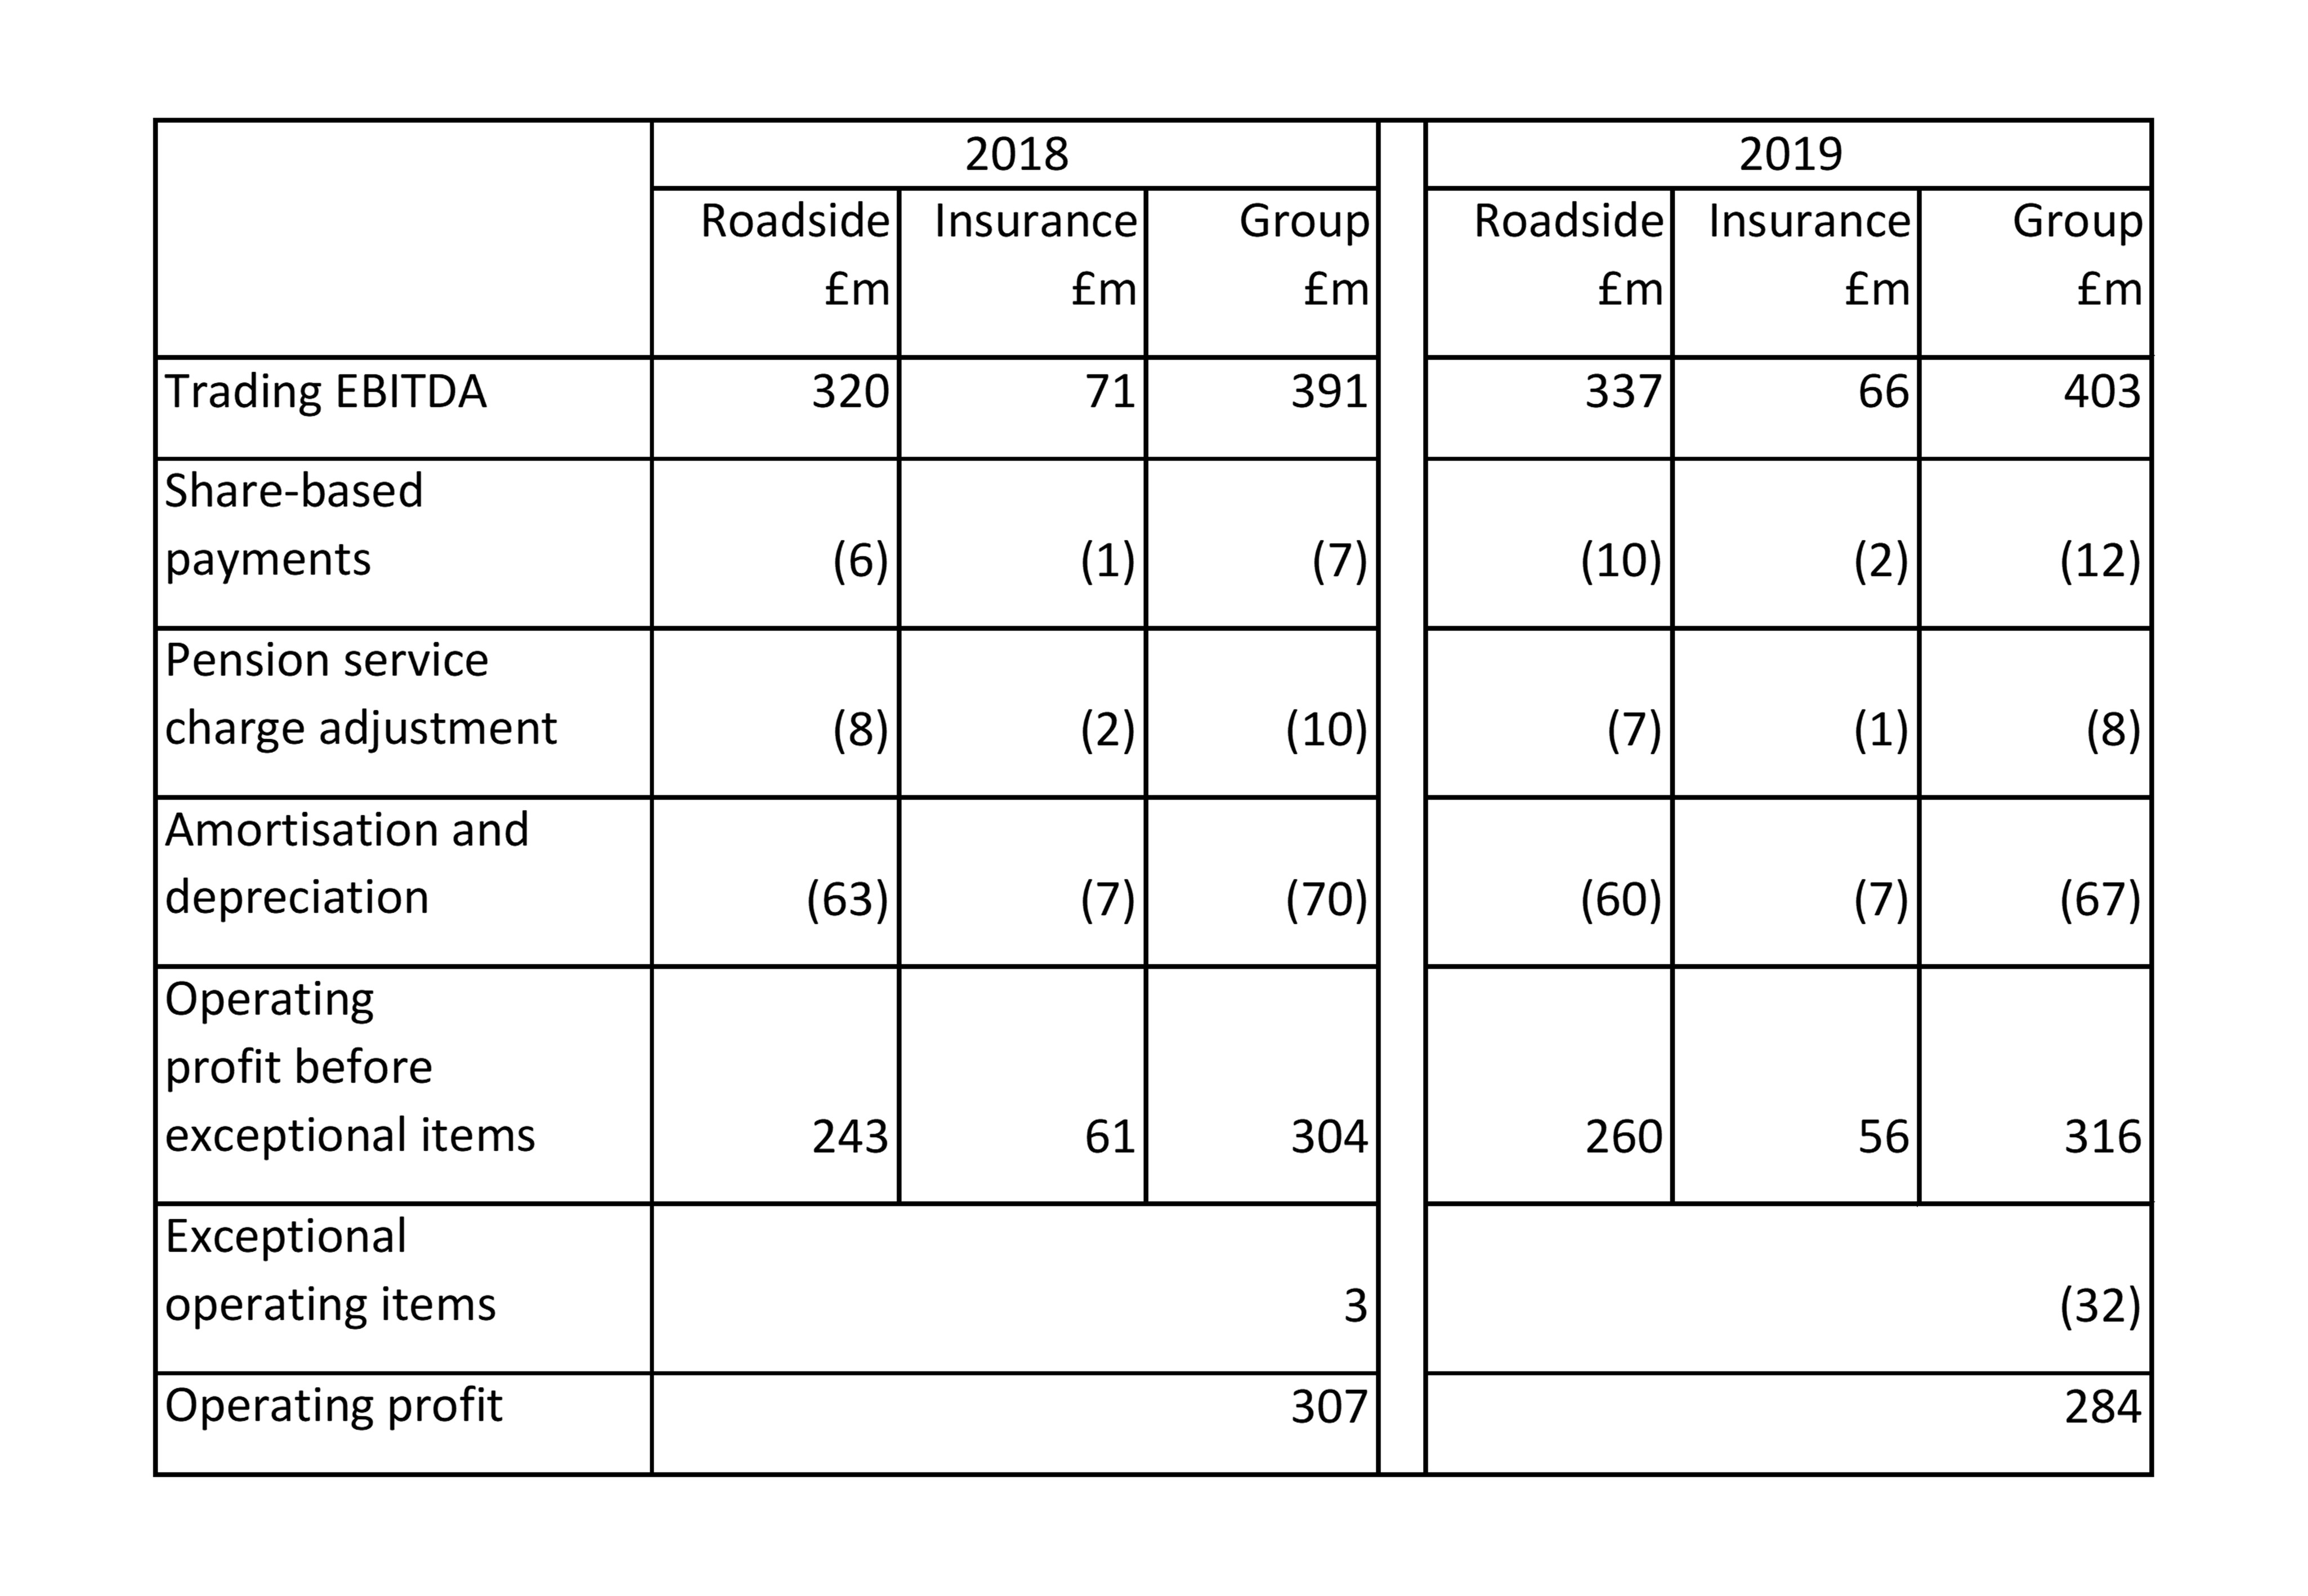 2018 2019
Roadside Insurance Group Roadside Insurance Group
£m £m £m £m £m £m
Trading EBITDA 320 71 391 337 66 403
Share-based
payments (6) (1) (7) (10) (2) (12)
Pension service
charge adjustment (8) (2) (10) (7) (1) (8)
Amortisation and
depreciation (63) (7) (70) (60) (7) (67)
Operating
profit before
exceptional items 243 61 304 260 56 316
Exceptional
operating items 3 (32)
Operating profit 307 284